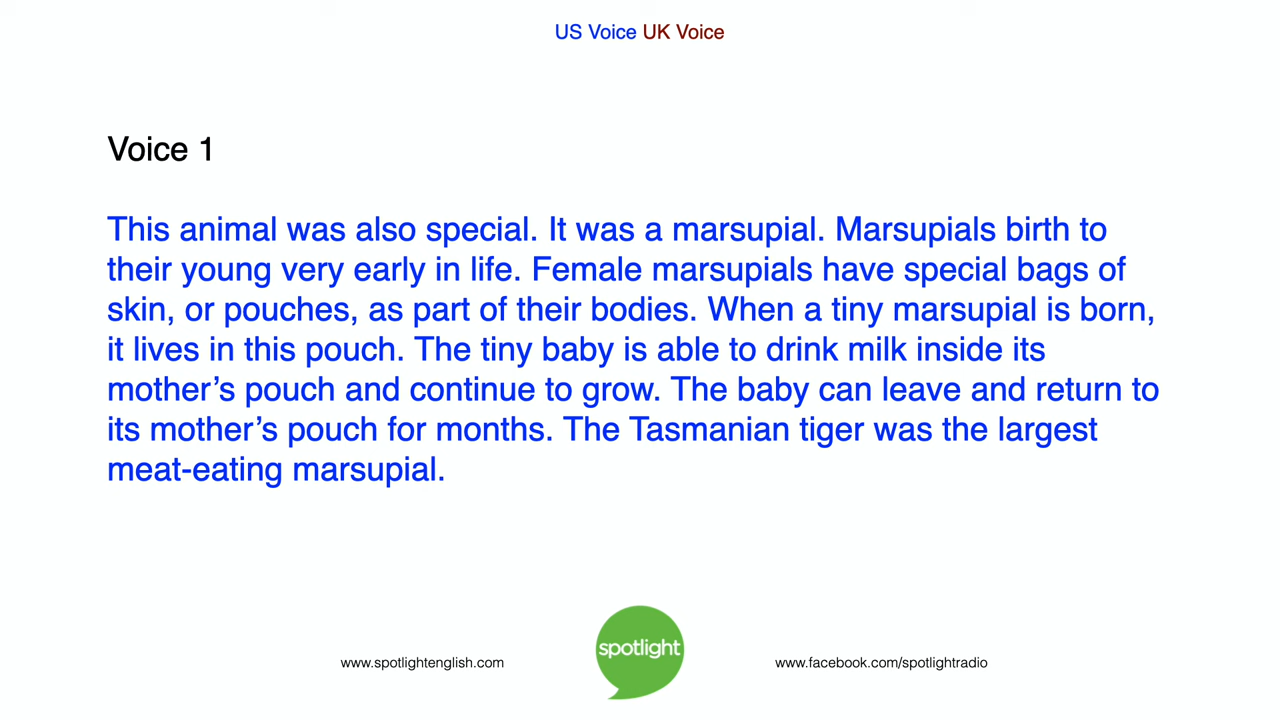 US Voice UK Voice
Voice 1
This animal was also special. It was a marsupial. Marsupials birth to
their young very early in life. Female marsupials have special bags of
skin, or pouches, as part of their bodies. When a tiny marsupial is born,
it lives in this pouch. The tiny baby is able to drink milk inside its
mother’s pouch and continue to grow. The baby can leave and return to
its mother’s pouch for months. The Tasmanian tiger was the largest
meat-eating marsupial.
www.spotlightenglish.com
spotlight
www.facebook.com/spotlightradio